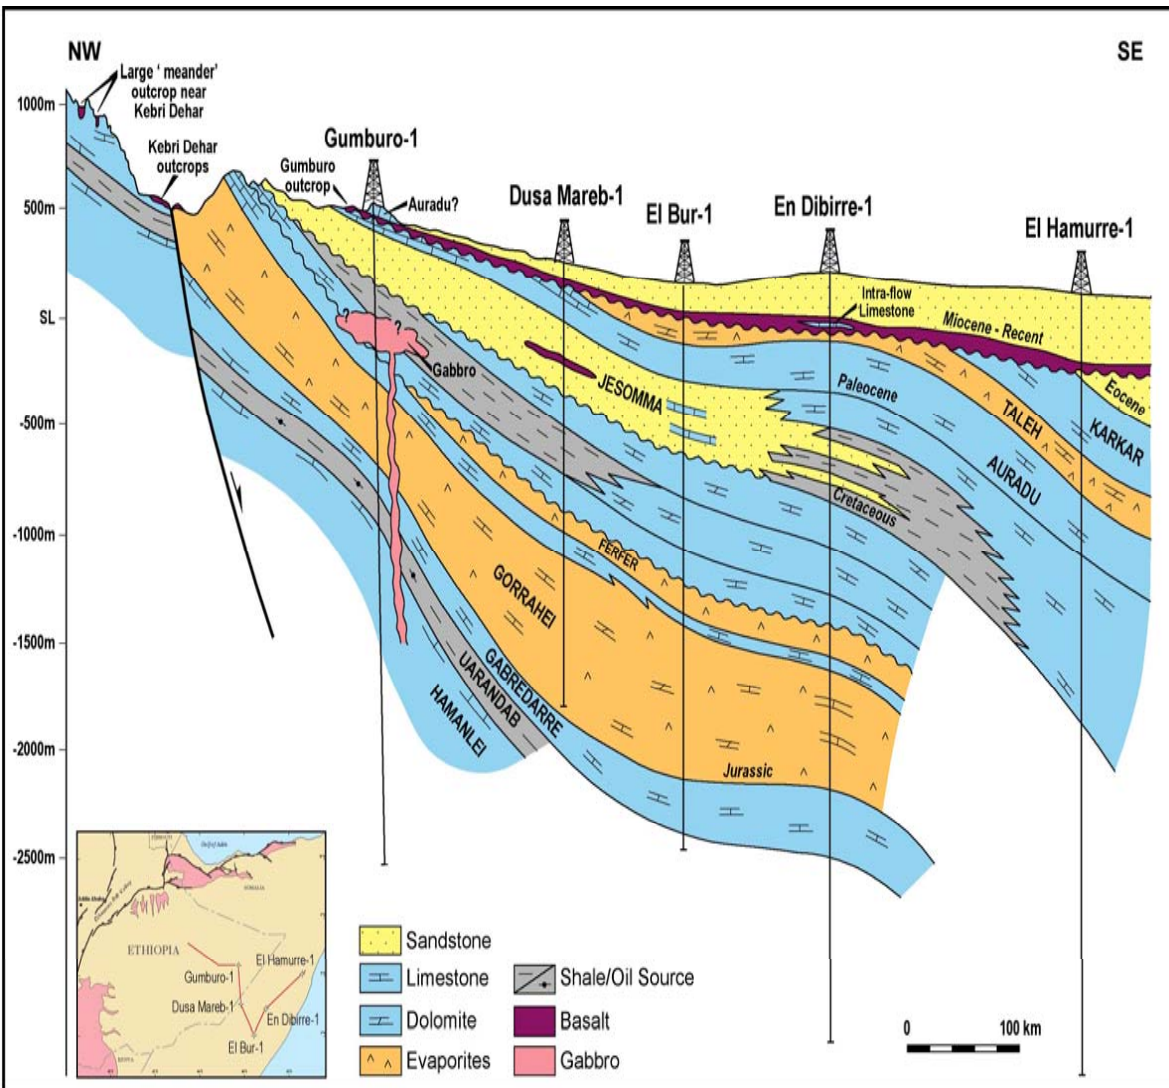 NW
SE
Large ‘ meander’
outcrop near
Kebri Dehar
1000m
Kebri Dehar
outcrops
Gumburo-1
Gumburo
outcrop
Auradu?
Dusa Mareb-1
El Bur-1
En Dibirre-1
El Hamurre-1
500m
Intra-flow
Limestone
SL
Miocene - Recent
?
?
Gabbro
JESOMMA
Paleocene
Eocene
TALEH
KARKAR
-500m
AURADU
Cretaceous
-1000m
FERFER
GORRAHEI
-1500m
GABREDARRE
UARANDAB
HAMANLEI
-2000m
Jurassic
-2500m
ETHIOPIA
SOMALIA
El Hamurre-1
Gumburo-1
Dusa Mareb-1
En Dibirre-1
El Bur-1
KENYA
Sandstone
Limestone
Shale/Oil Source
Dolomite
Basalt
Evaporites
Gabbro
0
100 km